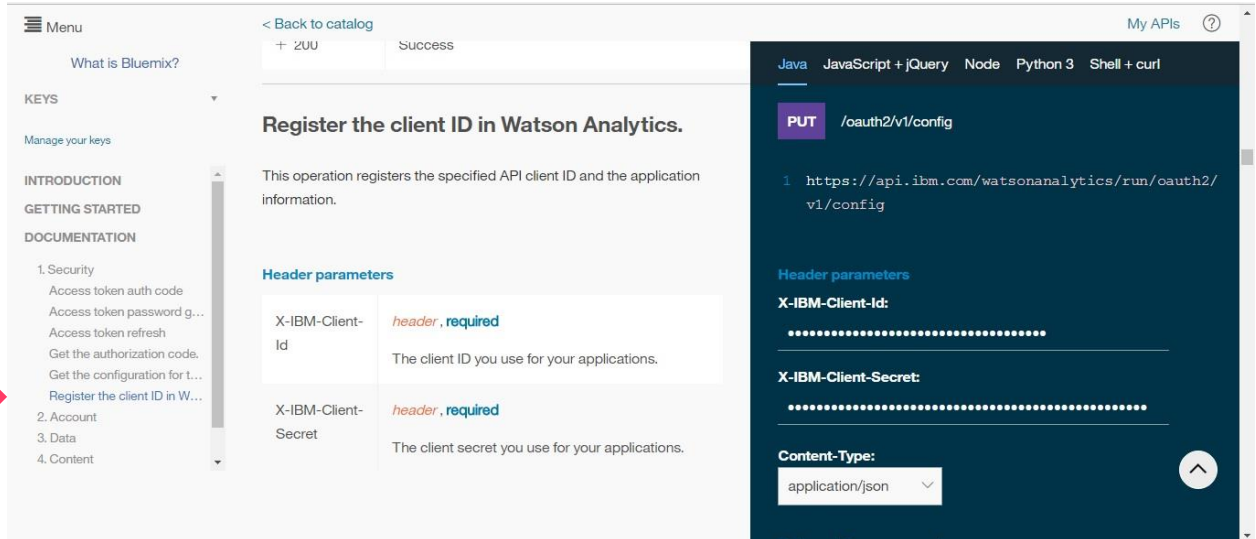 Menu
What is Bluemix?
KEYS
Manage your keys
INTRODUCTION
GETTING STARTED
DOCUMENTATION
1. Security
Access token auth code
Access token password g...
Access token refresh
Get the authorization code.
Get the configuration for t...
Register the client ID in W...
2. Account
3. Data
4. Content
< Back to catalog
My APIs ?
+ 200 Success
Register the client ID in Watson Analytics.
This operation registers the specified API client ID and the application
information.
Header parameters
X-IBM-Client-
Id
header, required
The client ID you use for your applications.
X-IBM-Client-
Secret
header, required
The client secret you use for your applications.
Java JavaScript + jQuery Node Python 3 Shell + curl
PUT /oauth2/v1/config
1 https://api.ibm.com/watsonanalytics/run/oauth2/
v1/config
Header parameters
X-IBM-Client-Id:
X-IBM-Client-Secret:
Content-Type:
application/json